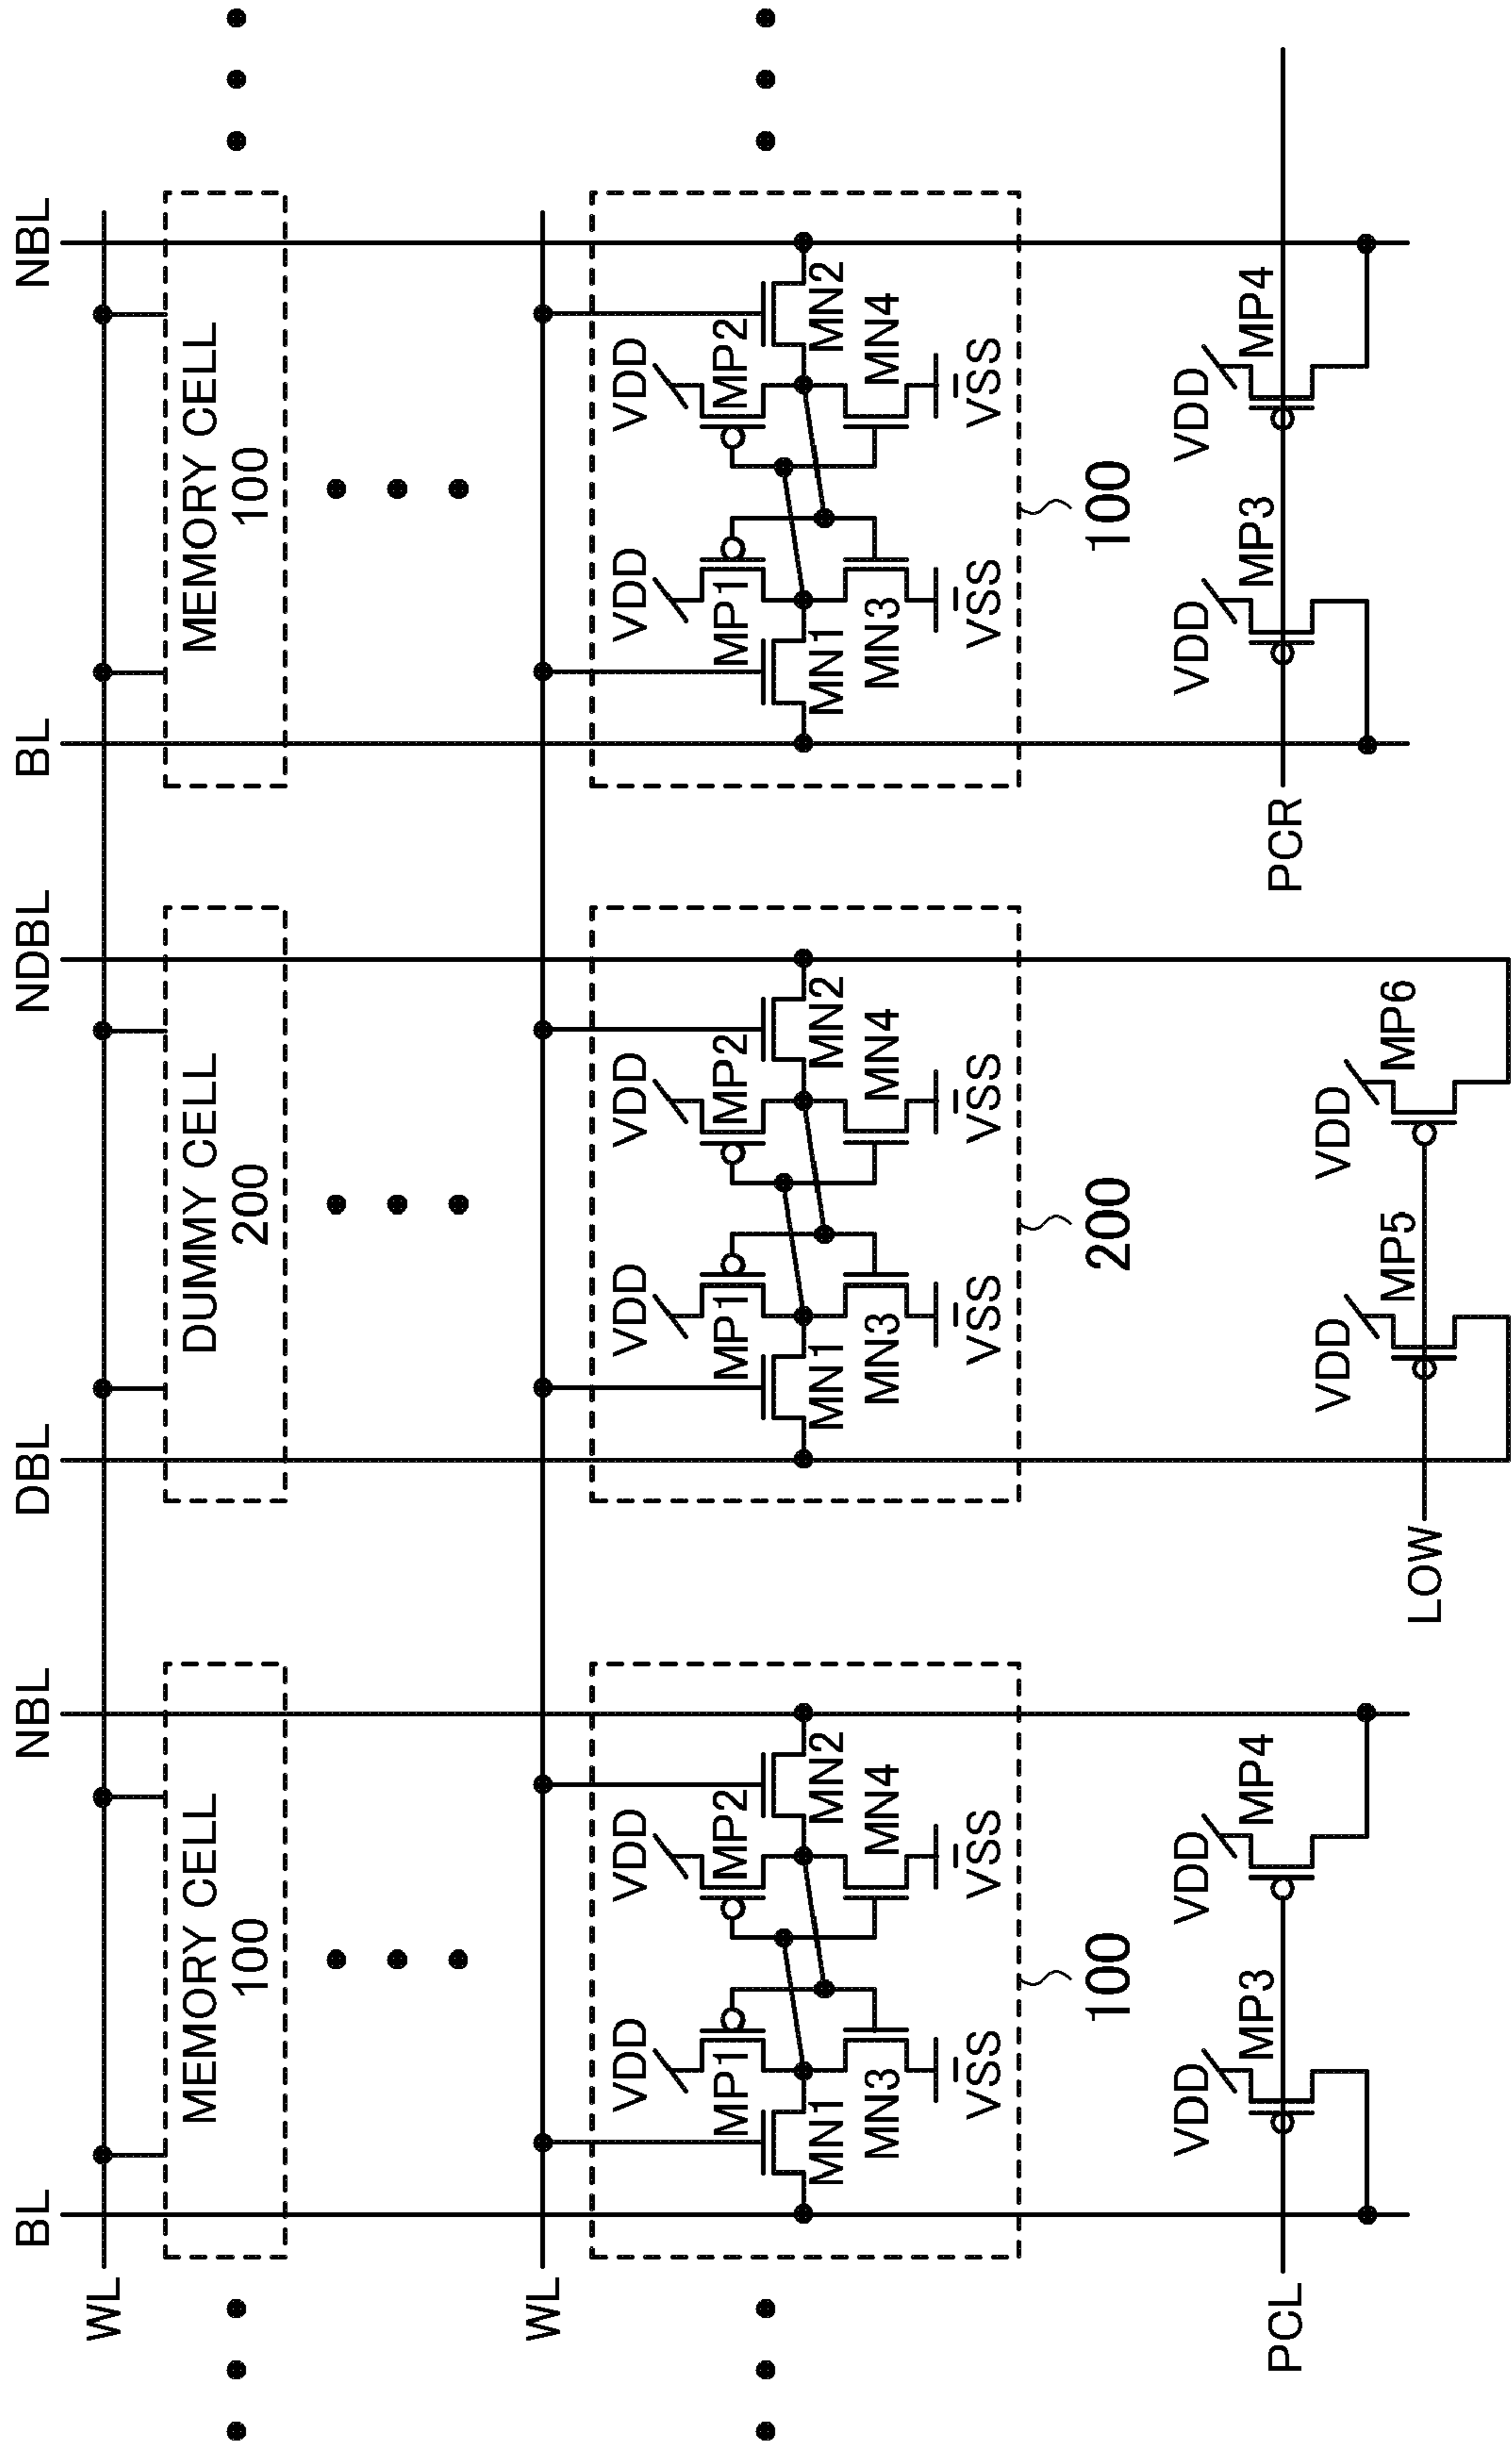 BL NBL DBL NDBL BL NBL
WL
MEMORY CELL DUMMY CELL MEMORY CELL
100 200 100
WL
VDD VDD VDD VDD VDD VDD
MP1 MP2 MP1 MP2 MP1 MP2
MN1 MN2 MN1 MN2 MN1 MN2
MN3 MN4 MN3 MN4 MN3 MN4
VSS VSS VSS VSS VSS VSS
100 200 100
VDD VDD VDD VDD
MP3 MP4 MP3 MP4
PCL PCR
VDD VDD
MP5 MP6
LOW